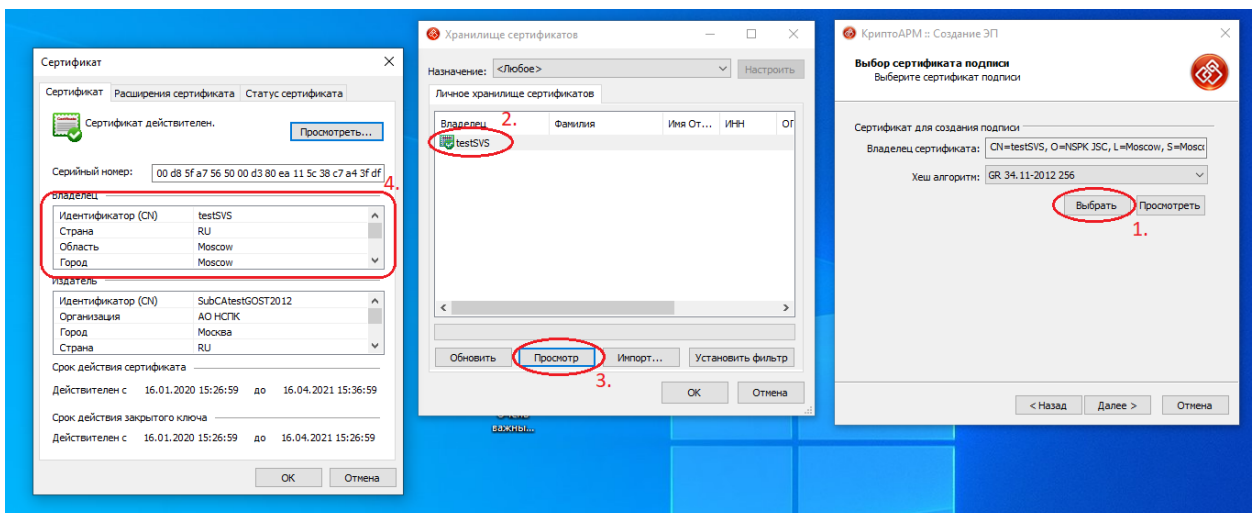 Сертификат
Сертификат Расширения сертификата Статус сертификата
Сертификат действителен.
Просмотреть...
Серийный номер: 00 d8 5f a7 56 50 00 d3 80 ea 11 5c 38 c7 a4 3f df
4.
Владелец
Идентификатор (CN) testSVS
Страна RU
Область Moscow
Город Moscow
Издатель
Идентификатор (CN) SubCAtestGOST2012
Организация АО НСПК
Город Москва
Страна RU
Срок действия сертификата
Действителен с 16.01.2020 15:26:59 до 16.04.2021 15:36:59
Срок действия закрытого ключа
Действителен с 16.01.2020 15:26:59 до 16.04.2021 15:26:59
ОК Отмена
Хранилище сертификатов
Назначение: <Любое> Настроить
Личное хранилище сертификатов
Владелец Фамилия Имя От... ИНН ОГ
2.
testSVS
Обновить Просмотр Импорт... Установить фильтр
3.
ОК Отмена
важны...
КриптоАРМ :: Создание ЭП
Выбор сертификата подписи
Выберите сертификат подписи
Сертификат для создания подписи
Владелец сертификата: CN=testSVS, O=NSPK JSC, L=Moscow, S=Mosco
Хеш алгоритм: GR 34.11-2012 256
Выбрать Просмотреть
1.
< Назад Далее > Отмена